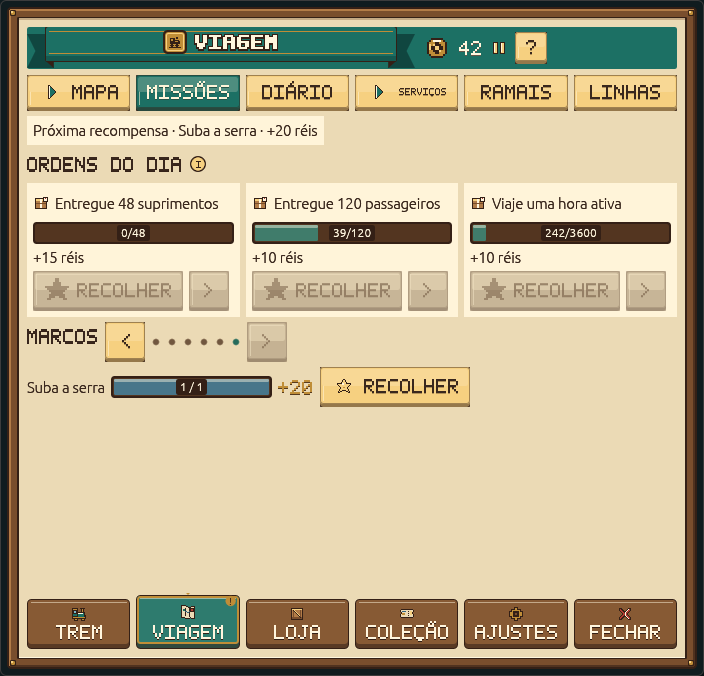 VIAGEM
42
?
MAPA MISSÕES DIÁRIO SERVIÇOS RAMAIS LINHAS
Próxima recompensa · Suba a serra · +20 réis
ORDENS DO DIA I
Entregue 48 suprimentos
0/48
+15 réis
RECOLHER >
Entregue 120 passageiros
39/120
+10 réis
RECOLHER >
Viaje uma hora ativa
242/3600
+10 réis
RECOLHER >
MARCOS < >
Suba a serra 1/1 +20 RECOLHER
TREM VIAGEM ! LOJA COLEÇÃO AJUSTES FECHAR